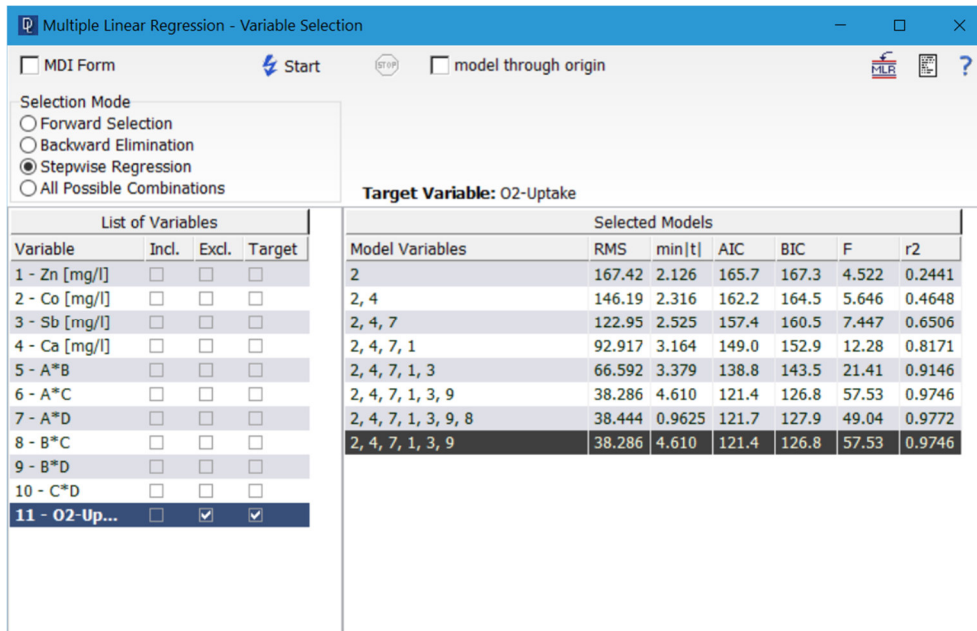 Multiple Linear Regression - Variable Selection
MDI Form Start STOP model through origin MLR ?
Selection Mode
Forward Selection
Backward Elimination
Stepwise Regression
All Possible Combinations
Target Variable: O2-Uptake
List of Variables Selected Models
Variable Incl. Excl. Target Model Variables RMS min|t| AIC BIC F r2
1 - Zn [mg/l] 2 167.42 2.126 165.7 167.3 4.522 0.2441
2 - Co [mg/l] 2, 4 146.19 2.316 162.2 164.5 5.646 0.4648
3 - Sb [mg/l] 2, 4, 7 122.95 2.525 157.4 160.5 7.447 0.6506
4 - Ca [mg/l] 2, 4, 7, 1 92.917 3.164 149.0 152.9 12.28 0.8171
5 - A*B 2, 4, 7, 1, 3 66.592 3.379 138.8 143.5 21.41 0.9146
6 - A*C 2, 4, 7, 1, 3, 9 38.286 4.610 121.4 126.8 57.53 0.9746
7 - A*D 2, 4, 7, 1, 3, 9, 8 38.444 0.9625 121.7 127.9 49.04 0.9772
8 - B*C 2, 4, 7, 1, 3, 9 38.286 4.610 121.4 126.8 57.53 0.9746
9 - B*D
10 - C*D
11 - O2-Up...